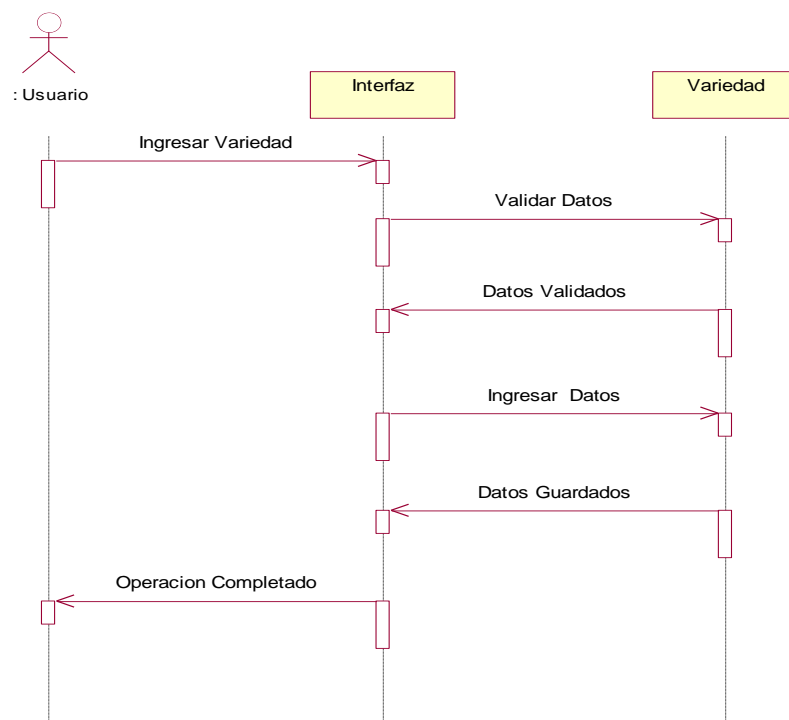 : Usuario
Interfaz
Variedad
Ingresar Variedad
Validar Datos
Datos Validados
Ingresar  Datos
Datos Guardados
Operacion Completado